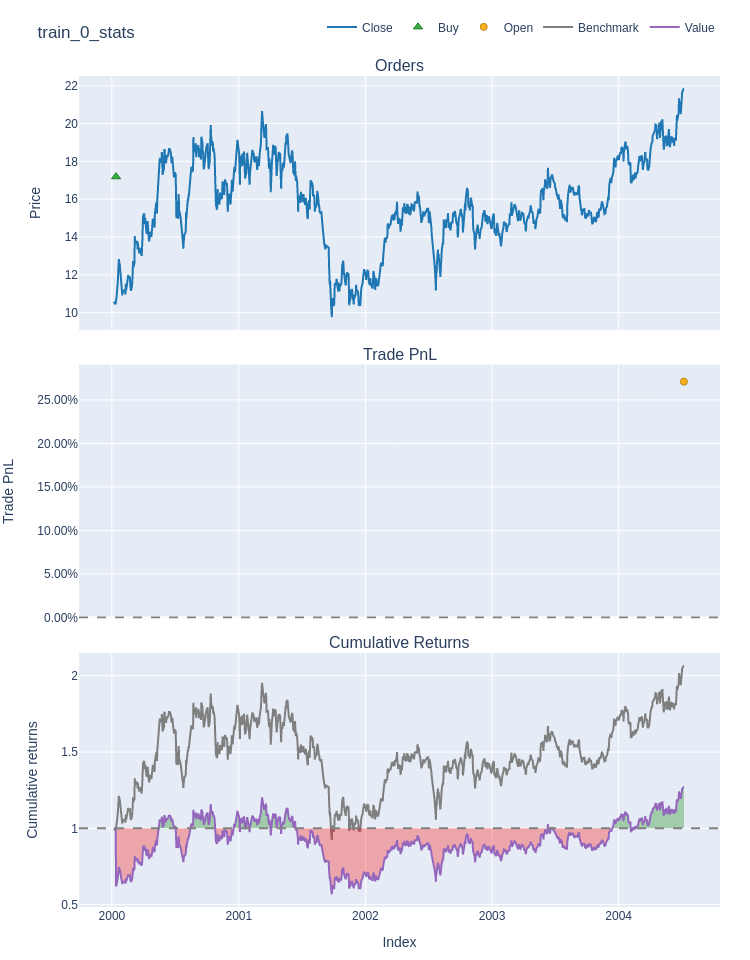 train_0_stats
Close
Buy
Open
Benchmark
Value
Orders
22
20
18
16
14
12
10
Price
Trade PnL
25.00%
20.00%
15.00%
10.00%
5.00%
0.00%
Trade PnL
Cumulative Returns
2
1.5
1
0.5
Cumulative returns
2000
2001
2002
2003
2004
Index